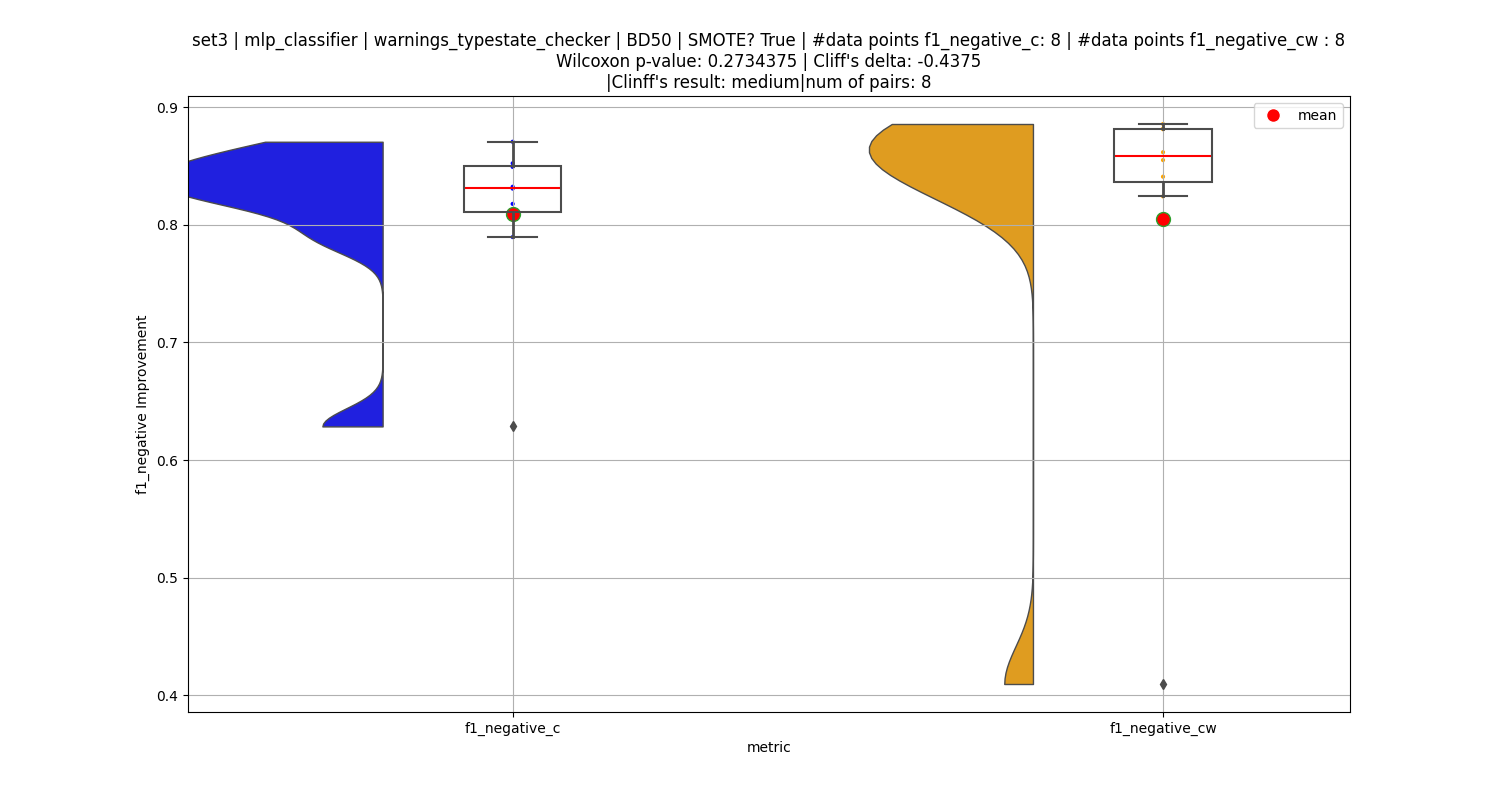 set3 | mlp_classifier | warnings_typestate_checker | BD50 | SMOTE? True | #data points f1_negative_c: 8 | #data points f1_negative_cw : 8
Wilcoxon p-value: 0.2734375 | Cliff's delta: -0.4375
|Clinff's result: medium|num of pairs: 8
mean
f1_negative Improvement
0.9
0.8
0.7
0.6
0.5
0.4
f1_negative_c
f1_negative_cw
metric